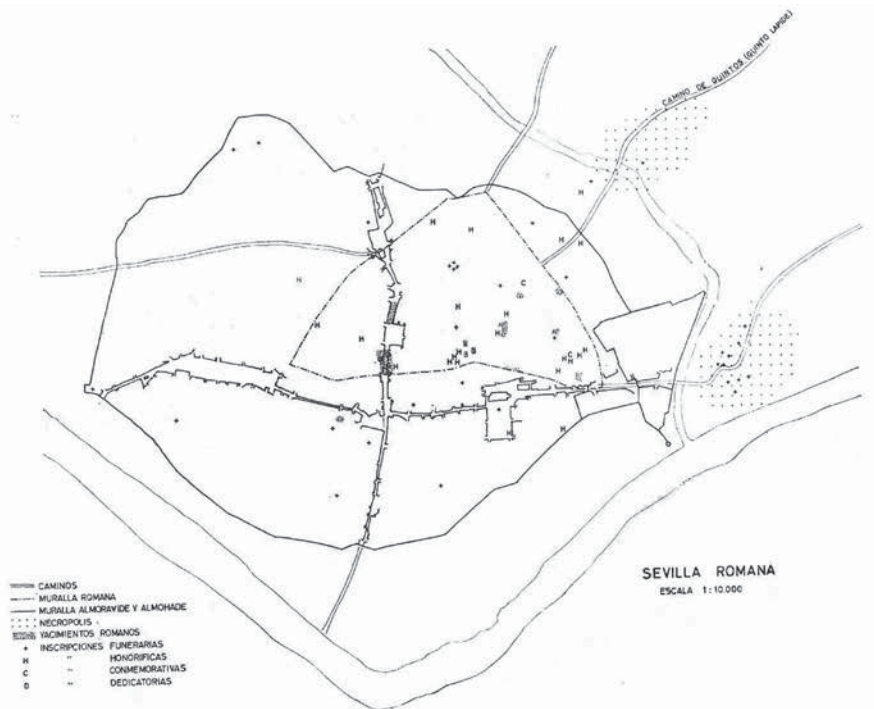 CAMINO DE QUINTOS (QUINTO LAPIDE)
SEVILLA ROMANA
ESCALA 1:10.000
CAMINOS
MURALLA ROMANA
MURALLA ALMORAVIDE Y ALMOHADE
NECROPOLIS
YACIMIENTOS ROMANOS
+ INSCRIPCIONES FUNERARIAS
H " HONORIFICAS
C " CONMEMORATIVAS
D " DEDICATORIAS